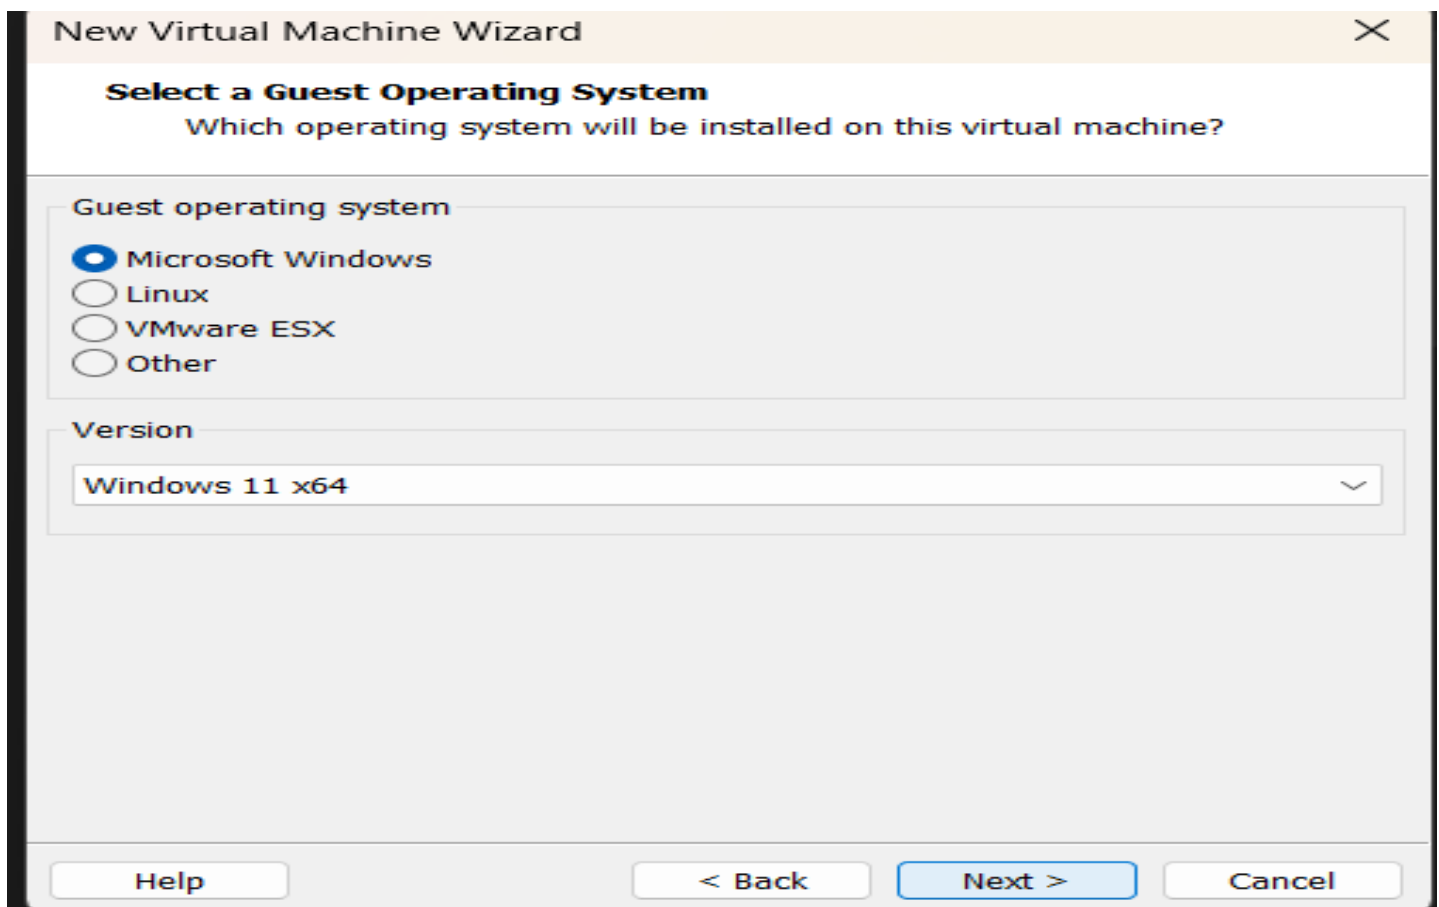 New Virtual Machine Wizard
Select a Guest Operating System
Which operating system will be installed on this virtual machine?
Guest operating system
Microsoft Windows
Linux
VMware ESX
Other
Version
Windows 11 x64
Help
< Back
Next >
Cancel